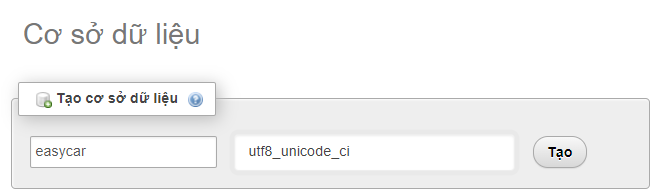 Cơ sở dữ liệu
Tạo cơ sở dữ liệu
easycar utf8_unicode_ci Tạo